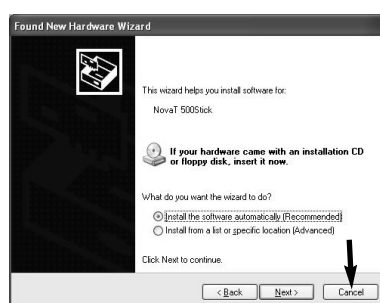 Found New Hardware Wizard
This wizard helps you install software for:
NovaT 500Stick
If your hardware came with an installation CD
or floppy disk, insert it now.
What do you want the wizard to do?
Install the software automatically (Recommended)
Install from a list or specific location (Advanced)
Click Next to continue.
< Back
Next >
Cancel